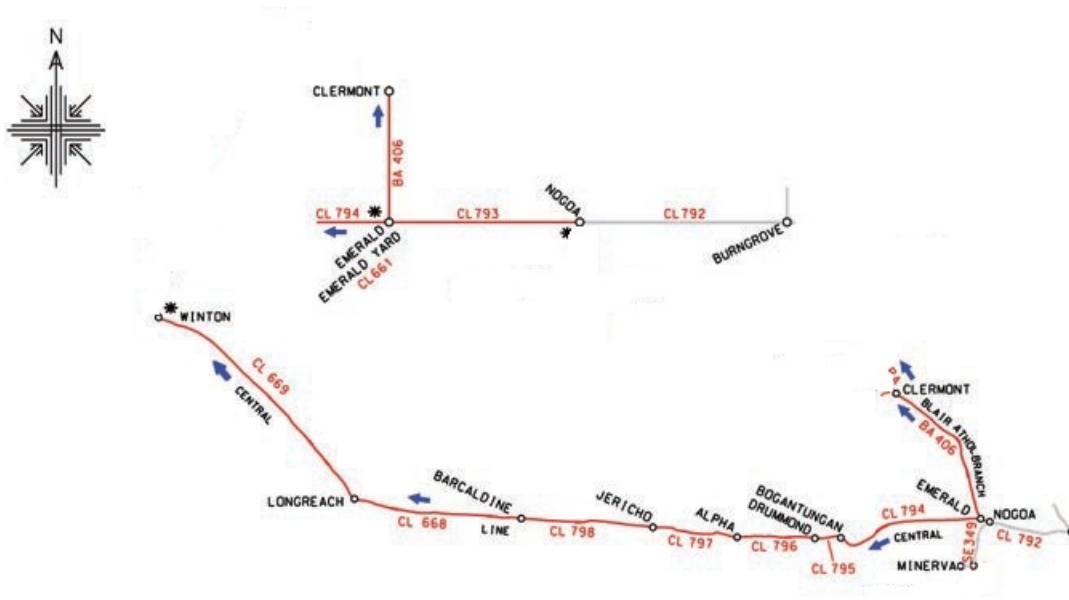 N
CLERMONT
BA 406
NOGOA
CL 794
CL793
CL792
EMERALD
EMERALD YARD
CL661
BURNGROVE
WINTON
CL 669
CENTRAL
P4
CLERMONT
BLAIR ATHOL BRANCH
BA 406
LONGREACH
BARCALDINE
CL 668
LINE
CL 798
JERICHO
CL 797
ALPHA
CL 796
BOGANTUNGAN
DRUMMOND
CL 795
CL 794
CENTRAL
EMERALD
NOGOA
CL 792
SE349
MINERVA